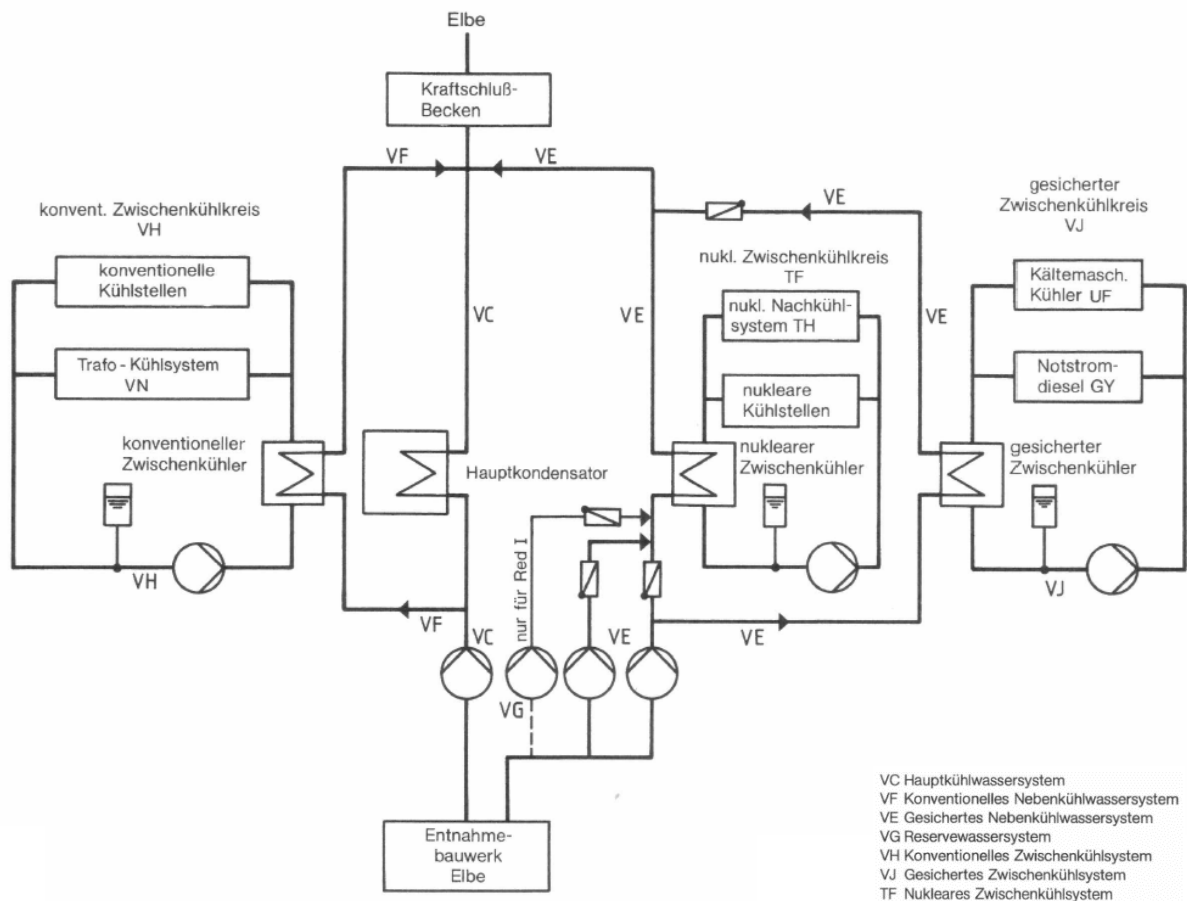 Elbe
Kraftschluß-
Becken
VF
VE
konvent. Zwischenkühlkreis
VH
konventionelle
Kühlstellen
Trafo - Kühlsystem
VN
konventioneller
Zwischenkühler
VH
VF
VC
Hauptkondensator
VC
VE
VE
gesicherter
Zwischenkühlkreis
VJ
nukl. Zwischenkühlkreis
TF
nukl. Nachkühl-
system TH
nukleare
Kühlstellen
nuklearer
Zwischenkühler
VE
Kältemasch.
Kühler UF
Notstrom-
diesel GY
gesicherter
Zwischenkühler
VJ
nur für Red I
VE
VE
VG
Entnahme-
bauwerk
Elbe
VC Hauptkühlwassersystem
VF Konventionelles Nebenkühlwassersystem
VE Gesichertes Nebenkühlwassersystem
VG Reservewassersystem
VH Konventionelles Zwischenkühlsystem
VJ Gesichertes Zwischenkühlsystem
TF Nukleares Zwischenkühlsystem